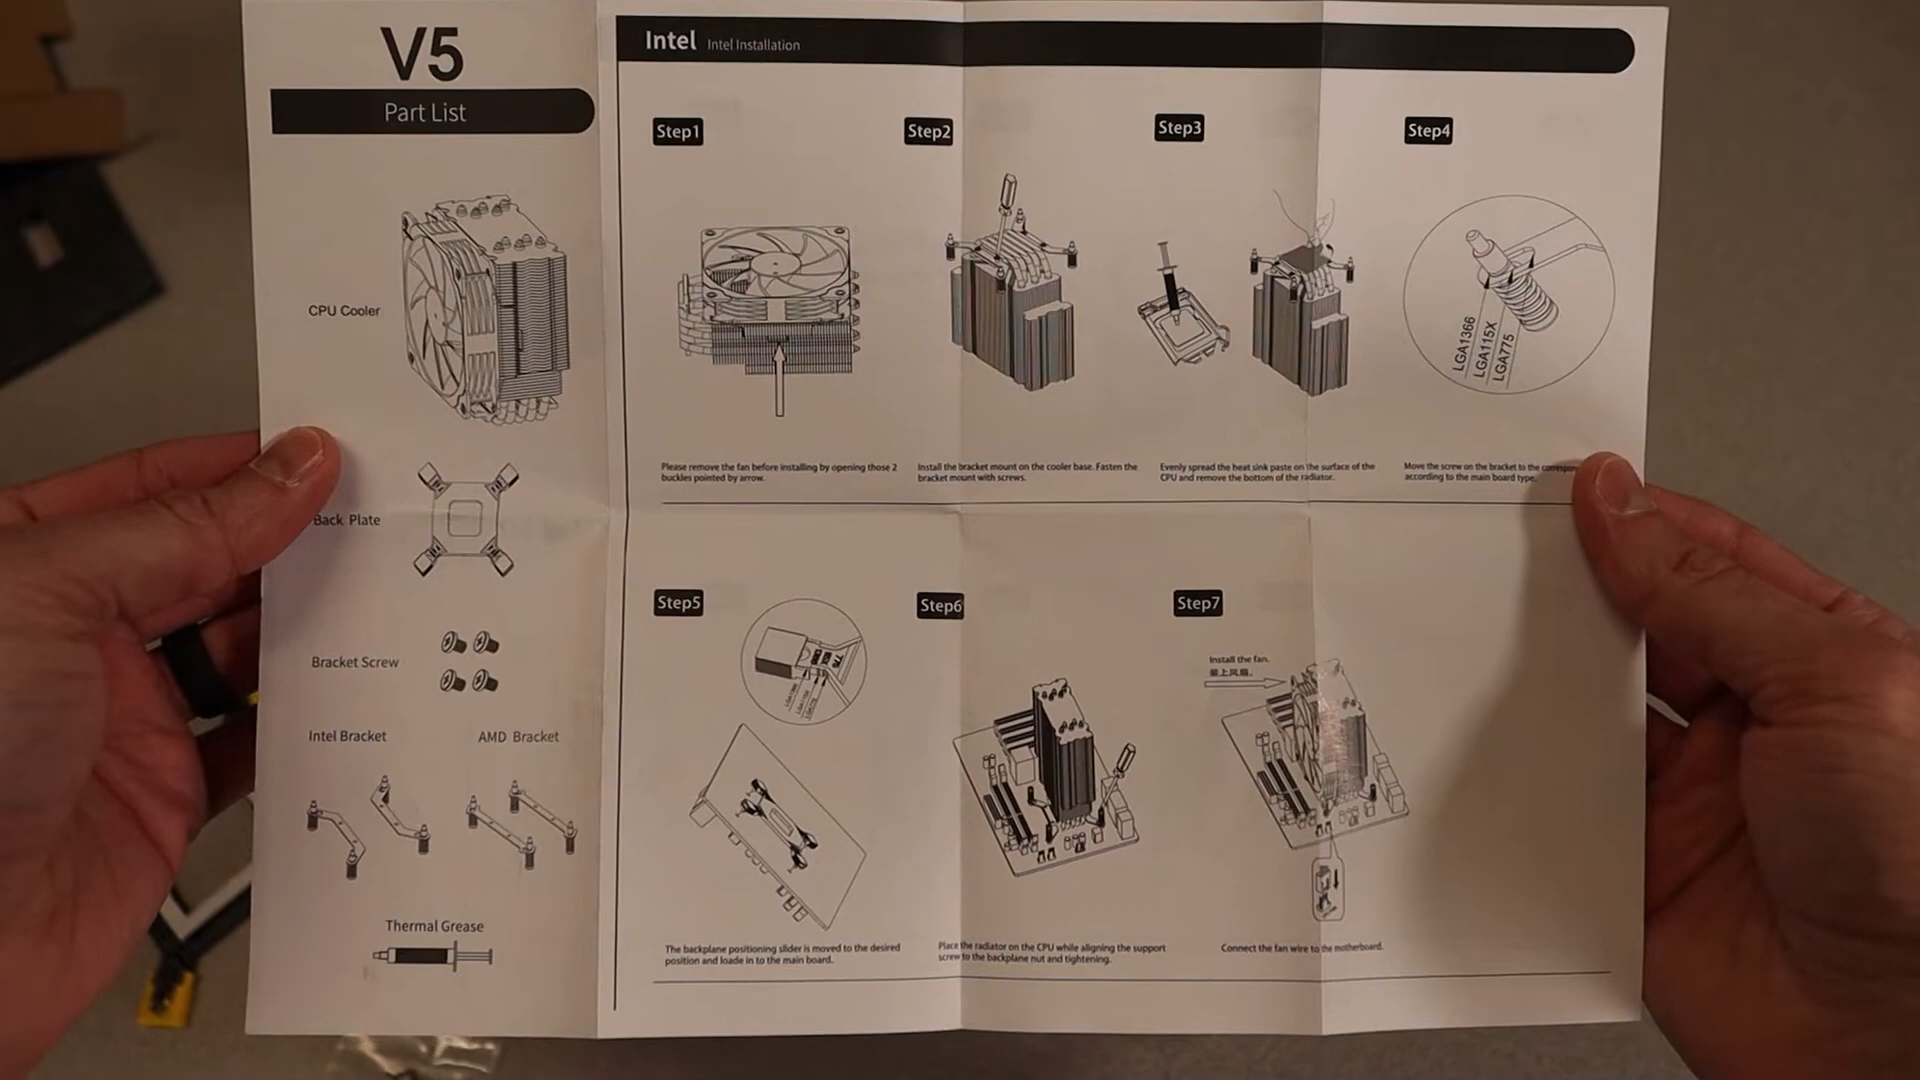 V5
Part List
CPU Cooler
Back Plate
Bracket Screw
Intel Bracket
AMD Bracket
Thermal Grease
Intel Intel Installation
Step1
Please remove the fan before installing by opening those 2
buckles pointed by arrow.
Step2
Install the bracket mount on the cooler base. Fasten the
bracket mount with screws.
Step3
Evenly spread the heat sink paste on the surface of the
CPU and remove the bottom of the radiator.
Step4
LGA1366
LGA115X
LGA775
Move the screw on the bracket to the
according to the main board type.
Step5
775
LGA1366
LGA115X
LGA775
The backplane positioning slider is moved to the desired
position and loade in to the main board.
Step6
Place the radiator on the CPU while aligning the support
screw to the backplane nut and tightening.
Step7
Install the fan.
装上风扇。
Connect the fan wire to the motherboard.